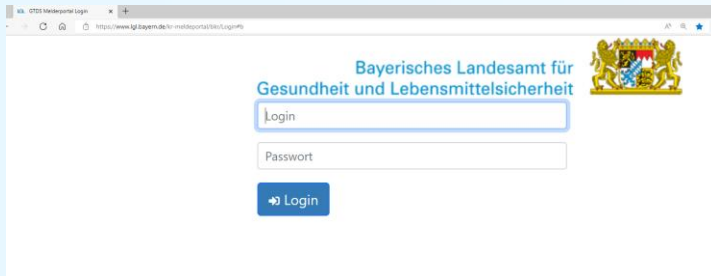 GTDS Melderportal Login
https://www.lgl.bayern.de/kr-meldeportal/bkr/Login#b
Bayerisches Landesamt für
Gesundheit und Lebensmittelsicherheit
Login
Passwort
Login